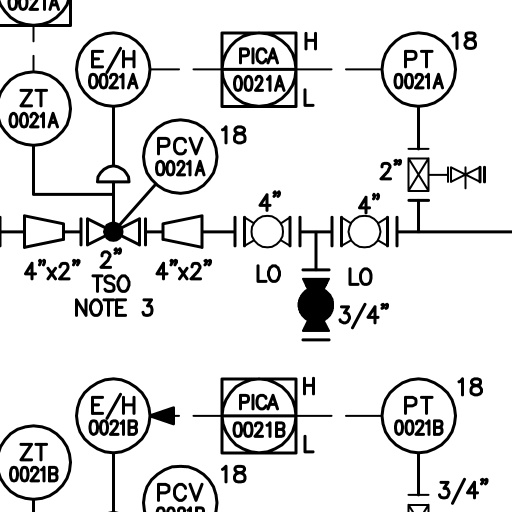 0021A
E/H
0021A
PICA
0021A
H
L
PT
0021A
18
ZT
0021A
PCV
0021A
18
2"
4"
4"
4"x2"
2"
TSO
NOTE 3
4"x2"
LO
LO
3/4"
E/H
0021B
PICA
0021B
H
L
PT
0021B
18
ZT
0021B
PCV
0021B
18
3/4"